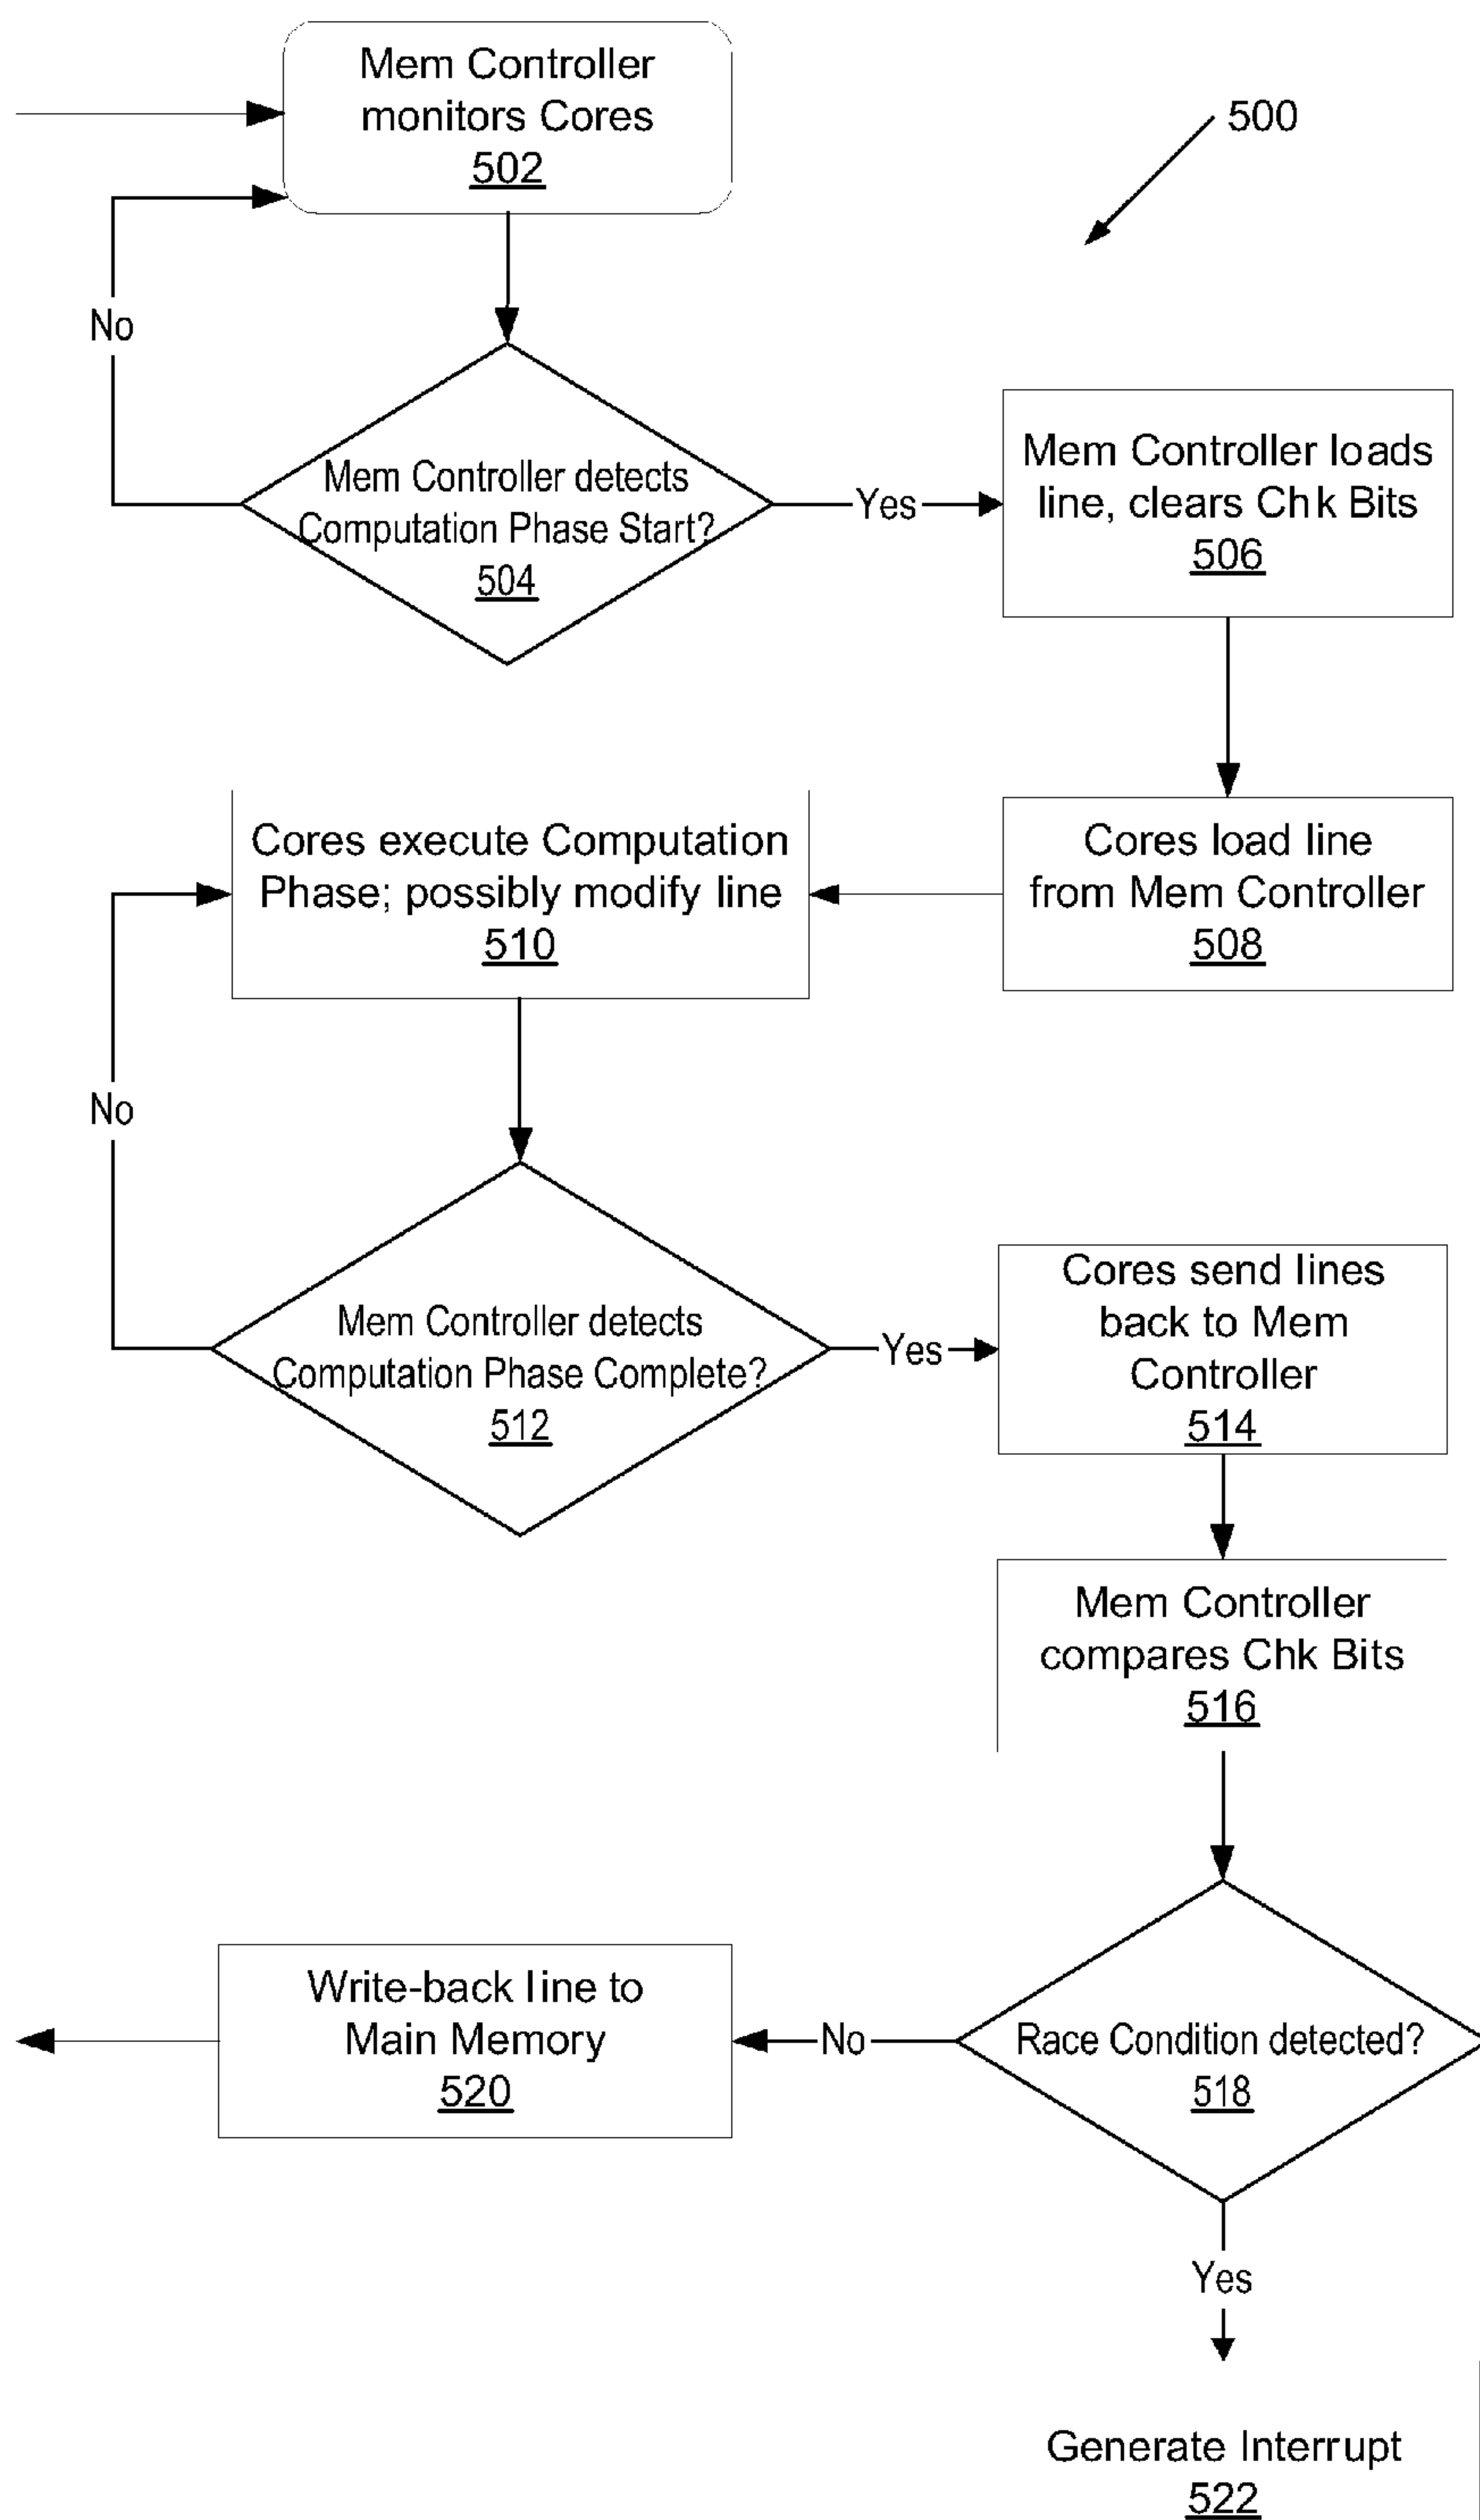 Mem Controller
monitors Cores
502
500
No
Mem Controller detects
Computation Phase Start?
504
Yes
Mem Controller loads
line, clears Chk Bits
506
Cores load line
from Mem Controller
508
Cores execute Computation
Phase; possibly modify line
510
No
Mem Controller detects
Computation Phase Complete?
512
Yes
Cores send lines
back to Mem
Controller
514
Mem Controller
compares Chk Bits
516
Race Condition detected?
518
No
Write-back line to
Main Memory
520
Yes
Generate Interrupt
522